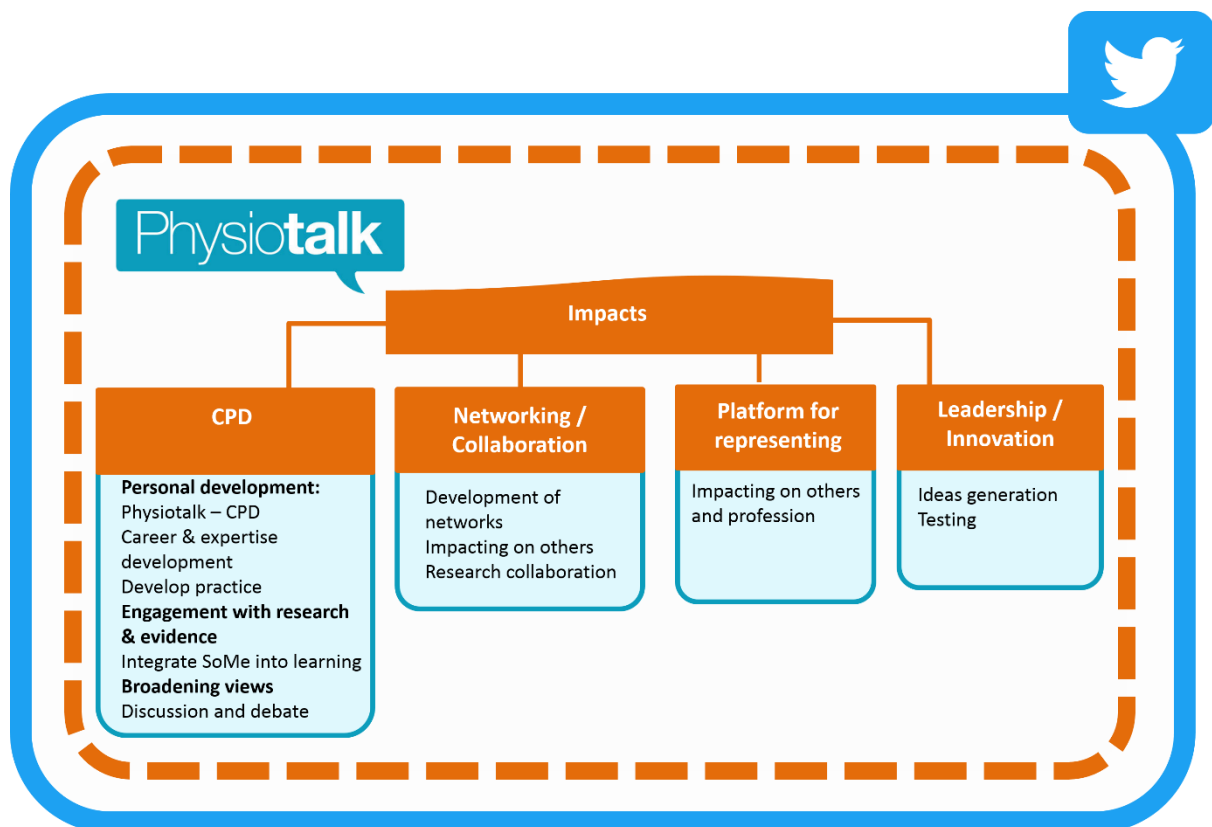 Physiotalk
Impacts
CPD
Personal development:
Physiotalk – CPD
Career & expertise
development
Develop practice
Engagement with research
& evidence
Integrate SoMe into learning
Broadening views
Discussion and debate
Networking /
Collaboration
Development of
networks
Impacting on others
Research collaboration
Platform for
representing
Impacting on others
and profession
Leadership /
Innovation
Ideas generation
Testing